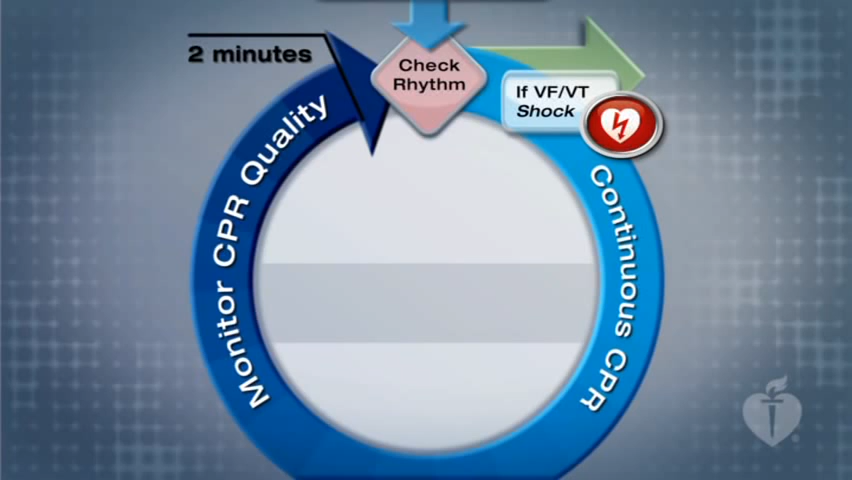 2 minutes
Check
Rhythm
If VF/VT
Shock
Monitor CPR Quality
Continuous CPR